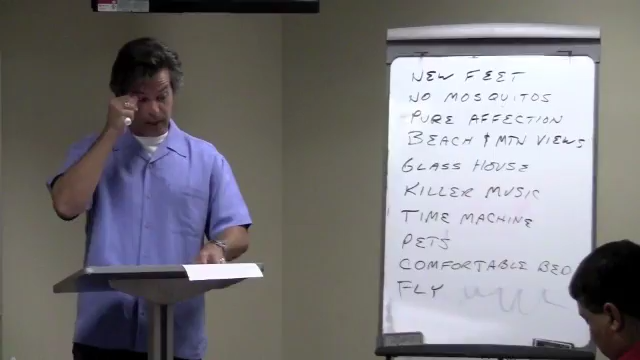 NEW FEET
NO MOSQUITOS
PURE AFFECTION
BEACH & MTN VIEWS
GLASS HOUSE
KILLER MUSIC
TIME MACHINE
PETS
COMFORTABLE BED
FLY